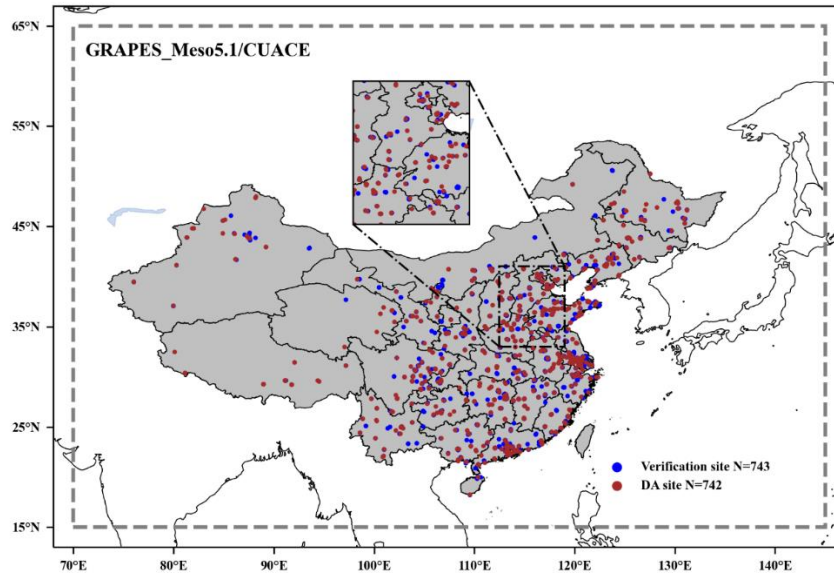 65°N
GRAPES_Meso5.1/CUACE
55°N
45°N
35°N
25°N
Verification site N=743
DA site N=742
15°N
70°E 80°E 90°E 100°E 110°E 120°E 130°E 140°E